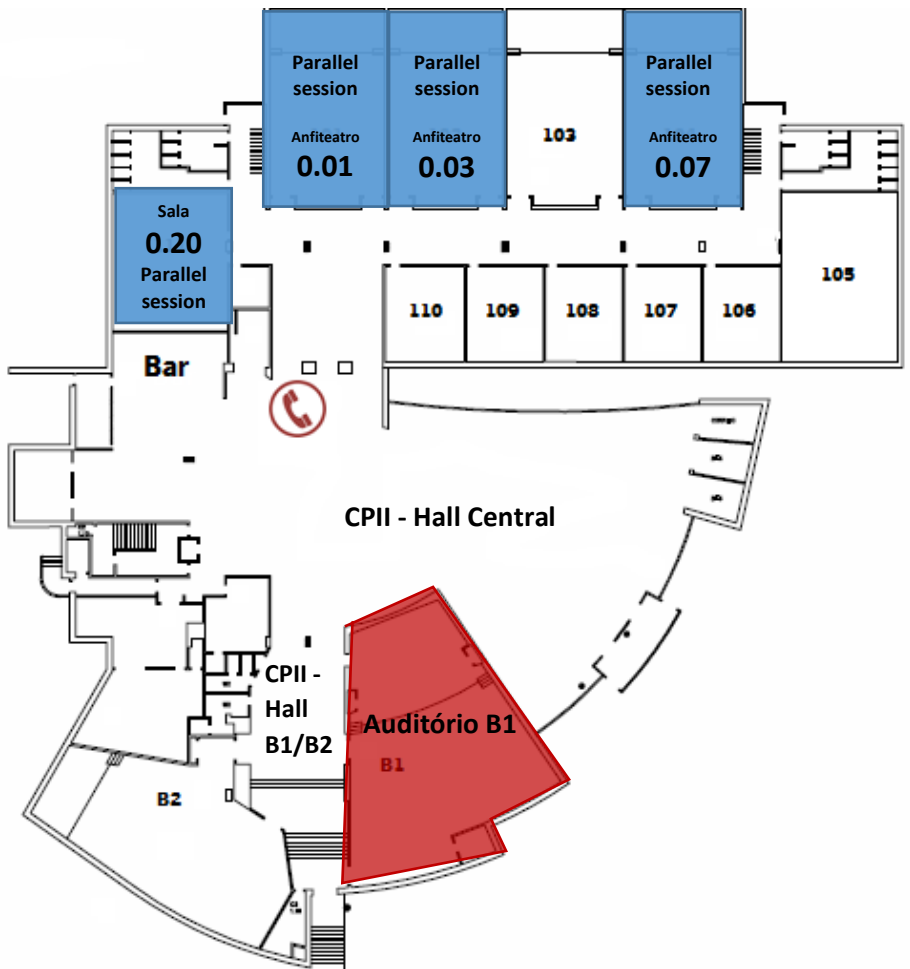 Parallel
session
Anfiteatro
0.01
Parallel
session
Anfiteatro
0.03
103
Parallel
session
Anfiteatro
0.07
Sala
0.20
Parallel
session
110
109
108
107
106
105
Bar
CPII - Hall Central
CPII -
Hall
B1/B2
Auditório B1
B1
B2